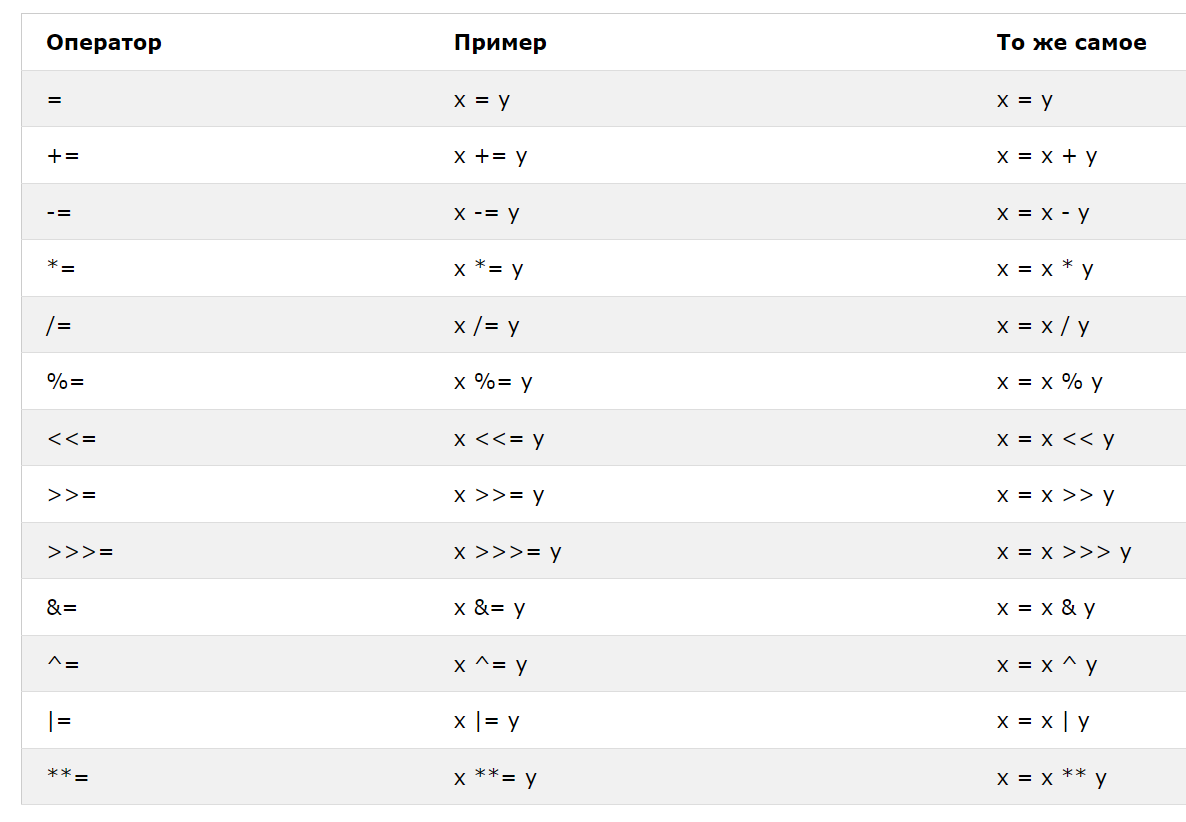 Оператор Пример То же самое
= x = y x = y
+= x += y x = x + y
-= x -= y x = x - y
*= x *= y x = x * y
/= x /= y x = x / y
%= x %= y x = x % y
<<= x <<= y x = x << y
>>= x >>= y x = x >> y
>>>= x >>>= y x = x >>> y
&= x &= y x = x & y
^= x ^= y x = x ^ y
|= x |= y x = x | y
**= x **= y x = x ** y